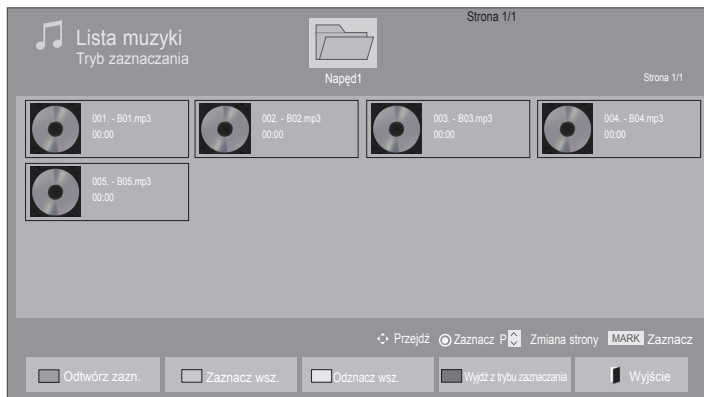 Strona 1/1
Lista muzyki
Tryb zaznaczania
Napęd1
Strona 1/1
001. - B01.mp3
00:00
002. - B02.mp3
00:00
003. - B03.mp3
00:00
004. - B04.mp3
00:00
005. - B05.mp3
00:00
Przejdź Zaznacz P Zmiana strony MARK Zaznacz
Odtwórz zazn. Zaznacz wsz. Odznacz wsz. Wyjdź z trybu zaznaczania Wyjście